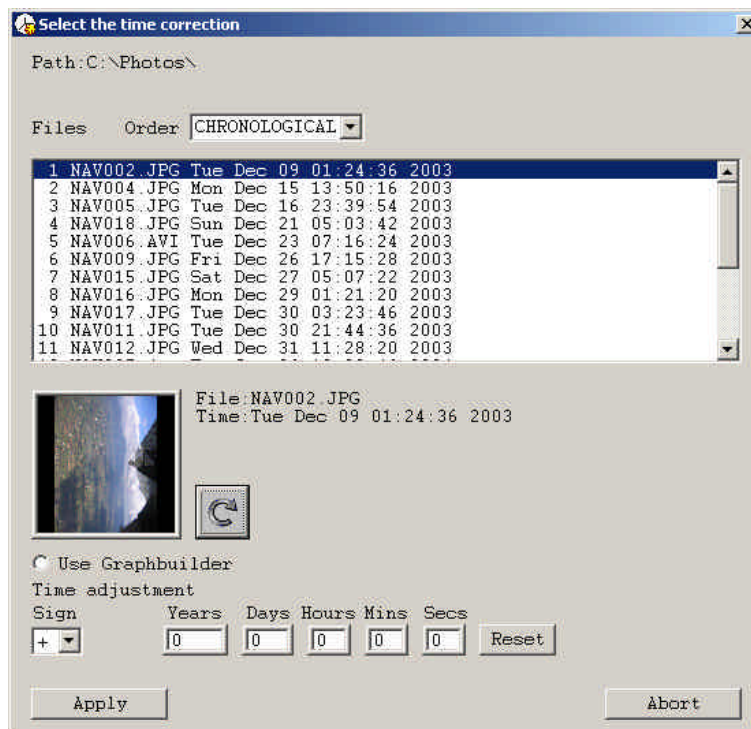 Select the time correction
Path:C:\Photos\
Files Order CHRONOLOGICAL
1 NAV002.JPG Tue Dec 09 01:24:36 2003
2 NAV004.JPG Mon Dec 15 13:50:16 2003
3 NAV005.JPG Tue Dec 16 23:39:54 2003
4 NAV018.JPG Sun Dec 21 05:03:42 2003
5 NAV006.AVI Tue Dec 23 07:16:24 2003
6 NAV009.JPG Fri Dec 26 17:15:28 2003
7 NAV015.JPG Sat Dec 27 05:07:22 2003
8 NAV016.JPG Mon Dec 29 01:21:20 2003
9 NAV017.JPG Tue Dec 30 03:23:46 2003
10 NAV011.JPG Tue Dec 30 21:44:36 2003
11 NAV012.JPG Wed Dec 31 11:28:20 2003
File:NAV002.JPG
Time:Tue Dec 09 01:24:36 2003
Use Graphbuilder
Time adjustment
Sign Years Days Hours Mins Secs
+ 0 0 0 0 0 Reset
Apply Abort